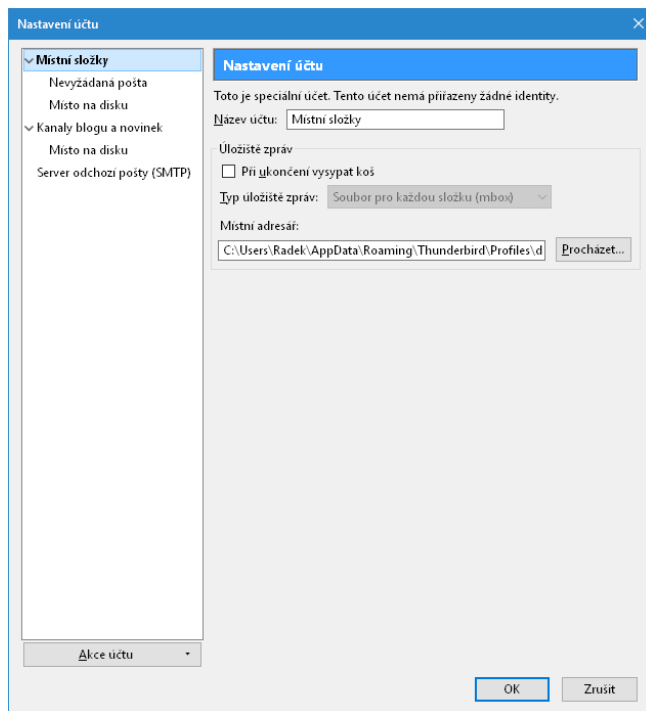 Nastavení účtu
Místní složky
Nevyžádaná pošta
Místo na disku
Kanaly blogu a novinek
Místo na disku
Server odchozí pošty (SMTP)
Akce účtu
Nastavení účtu
Toto je speciální účet. Tento účet nemá přiřazeny žádné identity.
Název účtu: Místní složky
Úložiště zpráv
Při ukončení vysypat koš
Typ úložiště zpráv: Soubor pro každou složku (mbox)
Místní adresář:
C:\Users\Radek\AppData\Roaming\Thunderbird\Profiles\d Procházet...
OK Zrušit